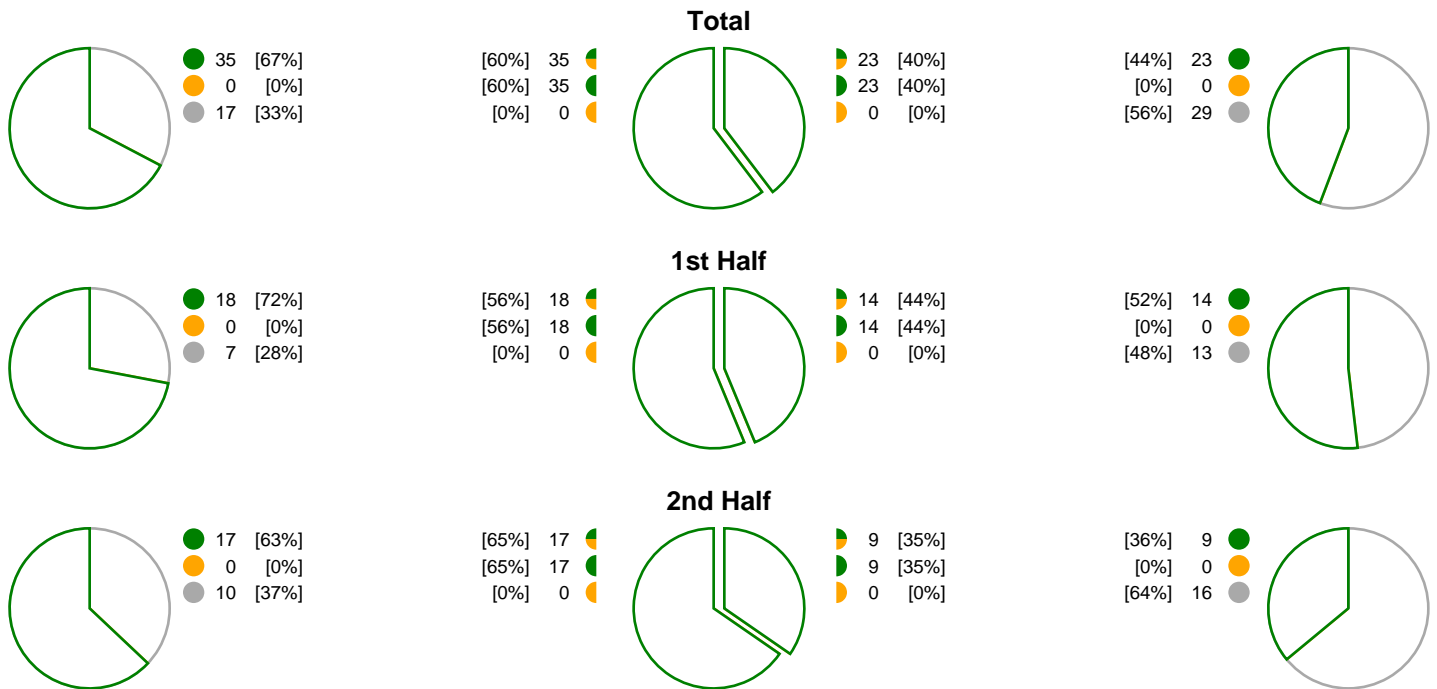 Total
35 [67%] [60%] 35 23 [40%] [44%] 23
0 [0%] [60%] 35 23 [40%] [0%] 0
17 [33%] [0%] 0 0 [0%] [56%] 29
1st Half
18 [72%] [56%] 18 14 [44%] [52%] 14
0 [0%] [56%] 18 14 [44%] [0%] 0
7 [28%] [0%] 0 0 [0%] [48%] 13
2nd Half
17 [63%] [65%] 17 9 [35%] [36%] 9
0 [0%] [65%] 17 9 [35%] [0%] 0
10 [37%] [0%] 0 0 [0%] [64%] 16